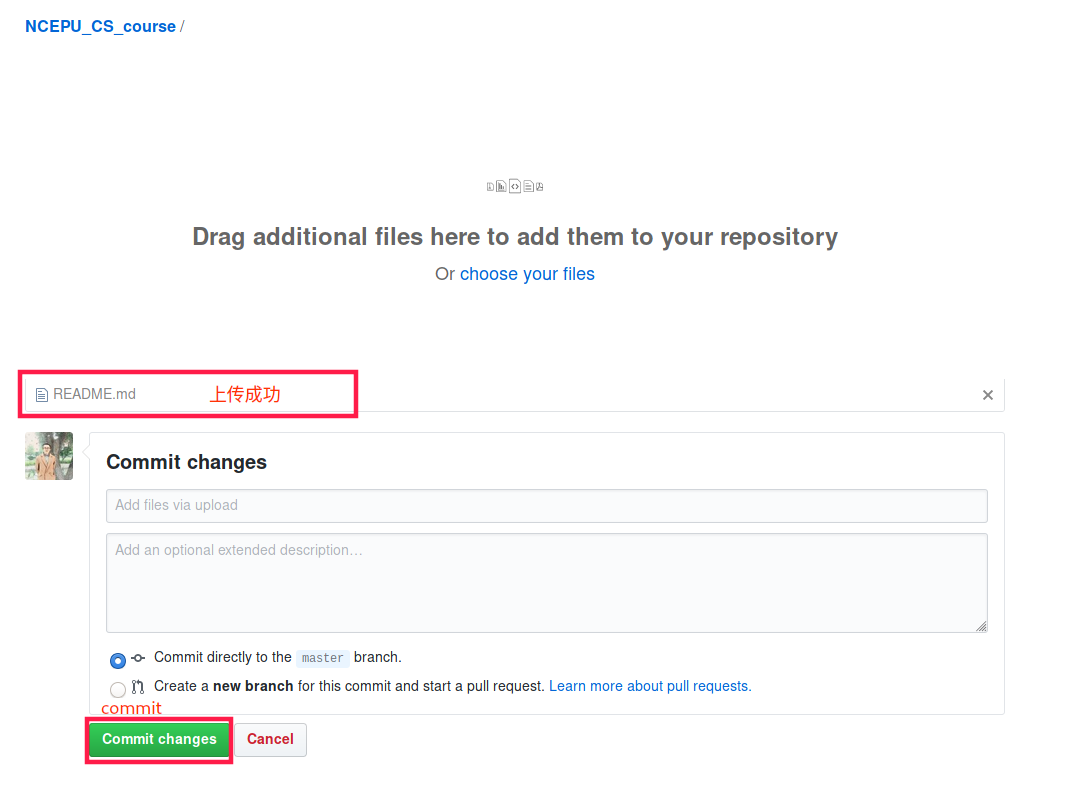 NCEPU_CS_course /
Drag additional files here to add them to your repository
Or choose your files
README.md 上传成功
Commit changes
Add files via upload
Add an optional extended description…
Commit directly to the master branch.
Create a new branch for this commit and start a pull request. Learn more about pull requests.
commit
Commit changes Cancel